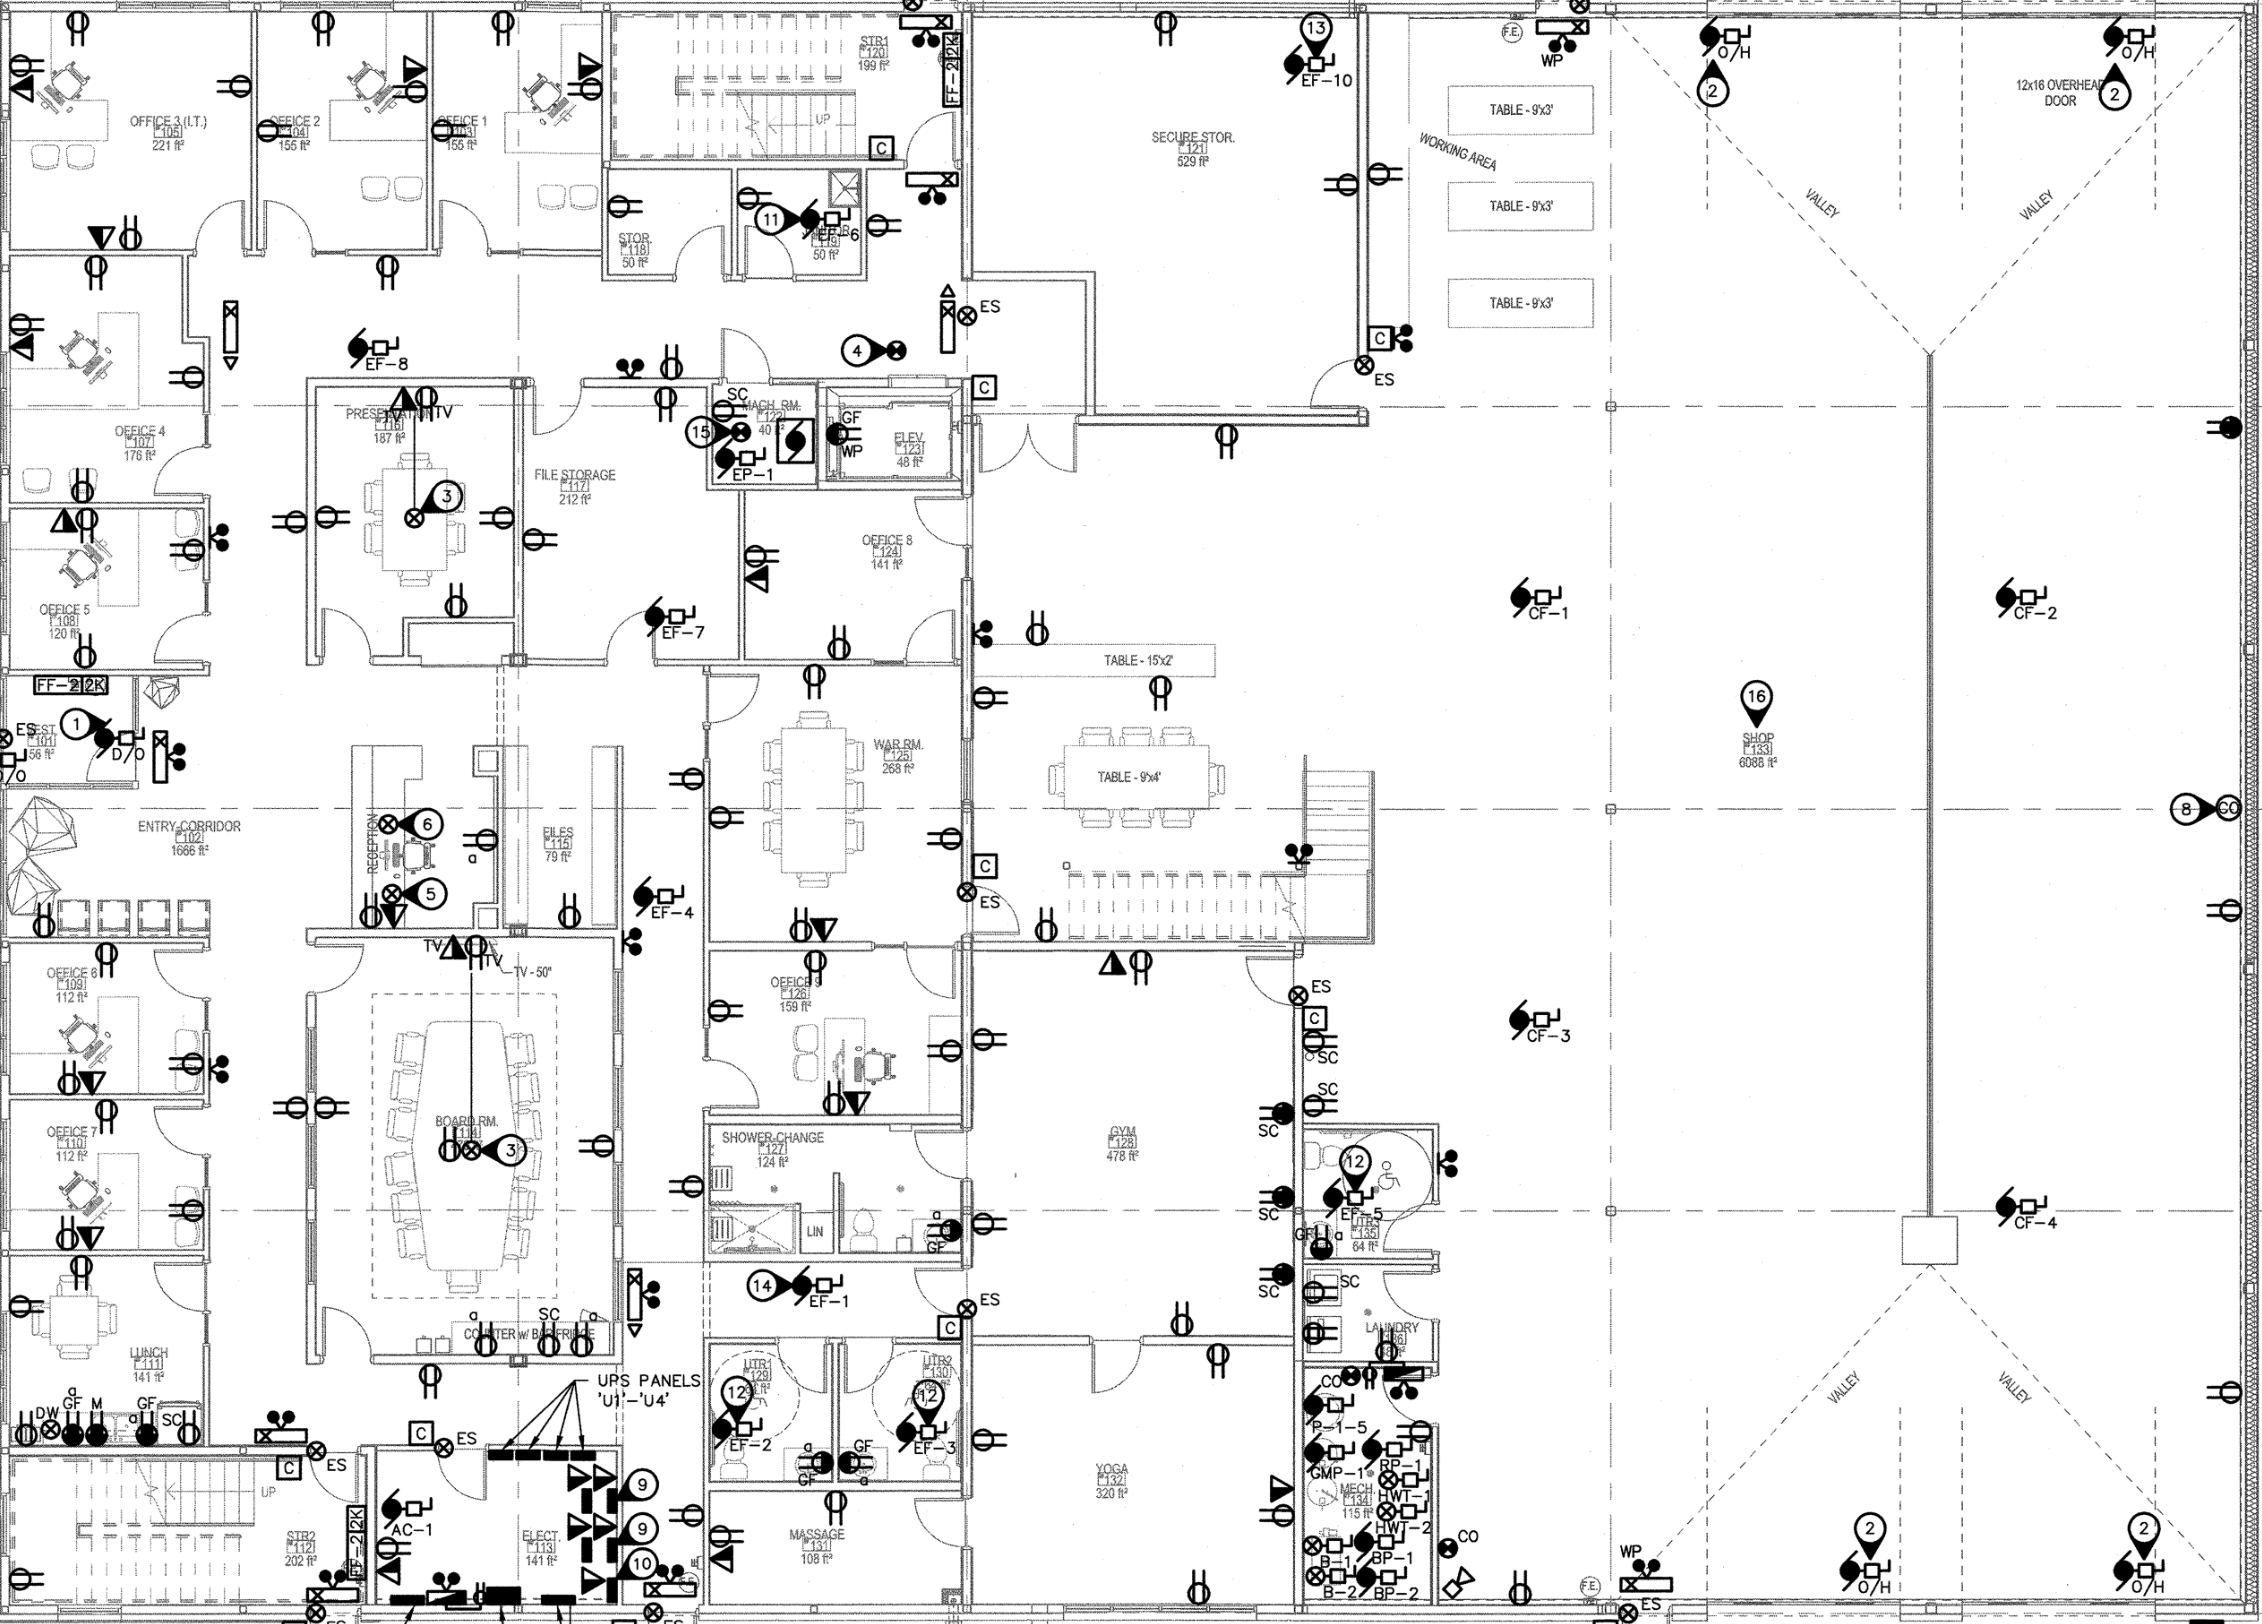 OFFICE 3 (I.T.)
105
221 ft²
OFFICE 2
104
155 ft²
OFFICE 1
103
155 ft²
STR1
120
199 ft²
UP
FF-2
2K
C
13
EF-10
SECURE STOR.
121
529 ft²
F.E.
WP
TABLE - 9'x3'
WORKING AREA
TABLE - 9'x3'
TABLE - 9'x3'
O/H
2
O/H
2
12x16 OVERHEAD
DOOR
VALLEY
VALLEY
STOR.
118
50 ft²
11
EF-6
119
50 ft²
ES
4
C
C
ES
EF-8
OFFICE 4
107
176 ft²
PRESENTATION
TV
116
187 ft²
3
FILE STORAGE
117
212 ft²
SC
MACH. RM.
122
40 ft²
15
EP-1
GF
WP
ELEV.
123
48 ft²
OFFICE 8
124
141 ft²
OFFICE 5
108
120 ft²
EF-7
CF-1
CF-2
TABLE - 15'x2'
16
SHOP
133
6088 ft²
FF-2
2K
1
ES
101
56 ft²
D/O
WAR RM.
125
268 ft²
TABLE - 9'x4'
ENTRY CORRIDOR
102
1666 ft²
RECEPTION
6
5
a
FILES
115
79 ft²
EF-4
8
CO
C
ES
TV
TV
TV - 50"
OFFICE 6
109
112 ft²
OFFICE 9
126
159 ft²
ES
C
SC
SC
CF-3
OFFICE 7
110
112 ft²
BOARD RM.
114
3
SHOWER-CHANGE
127
124 ft²
LIN
a
GF
GYM
128
478 ft²
SC
SC
SC
12
EF-5
UTR3
135
64 ft²
GF
a
CF-4
14
EF-1
ES
C
SC
LAUNDRY
a
SC
a
COUNTER w/ BAR FRIDGE
LUNCH
111
141 ft²
UPS PANELS
'U1'-'U4'
UTR1
129
12
EF-2
UTR2
130
12
EF-3
a
GF
GF
a
DW
a
GF
M
GF
a
SC
C
ES
ES
C
CO
P-1-5
GMP-1
RP-1
HWT-1
MECH.
134
115 ft²
HWT-2
B-1
BP-1
B-2
BP-2
YOGA
132
320 ft²
VALLEY
VALLEY
UP
STR2
112
202 ft²
FF-2
2K
AC-1
ELECT.
113
141 ft²
9
9
10
MASSAGE
131
108 ft²
CO
WP
F.E.
F.E.
ES
2
O/H
2
O/H